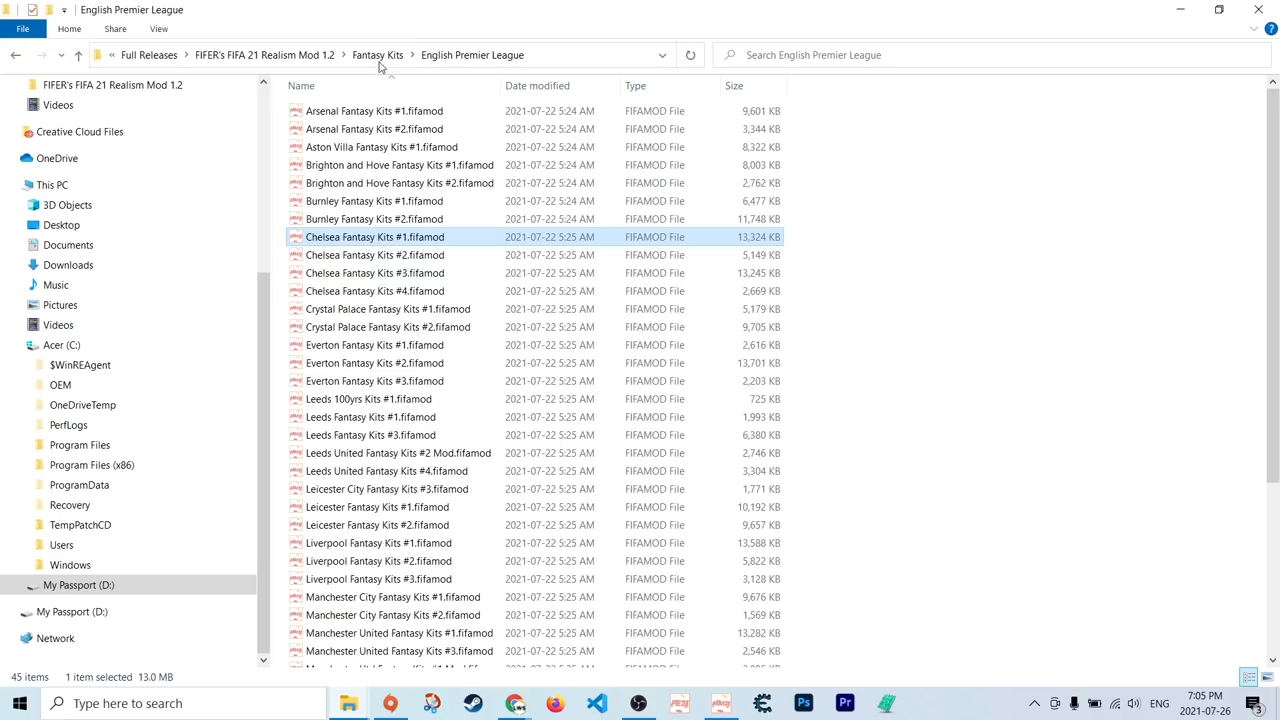 English Premier League
File
Home
Share
View
« Full Releases > FIFER's FIFA 21 Realism Mod 1.2 > Fantasy Kits > English Premier League
Search English Premier League
FIFER's FIFA 21 Realism Mod 1.2
Videos
Creative Cloud Files
OneDrive
This PC
3D Objects
Desktop
Documents
Downloads
Music
Pictures
Videos
Acer (C:)
$WinREAgent
OEM
OneDriveTemp
PerfLogs
Program Files
Program Files (x86)
ProgramData
Recovery
TempPatchCD
Users
Windows
My Passport (D:)
My Passport (D:)
Network
Name Date modified Type Size
Arsenal Fantasy Kits #1.fifamod 2021-07-22 5:24 AM FIFAMOD File 9,601 KB
Arsenal Fantasy Kits #2.fifamod 2021-07-22 5:24 AM FIFAMOD File 3,344 KB
Aston Villa Fantasy Kits #1.fifamod 2021-07-22 5:24 AM FIFAMOD File 8,322 KB
Brighton and Hove Fantasy Kits #1.fifamod 2021-07-22 5:24 AM FIFAMOD File 8,003 KB
Brighton and Hove Fantasy Kits #2.fifamod 2021-07-22 5:24 AM FIFAMOD File 2,762 KB
Burnley Fantasy Kits #1.fifamod 2021-07-22 5:24 AM FIFAMOD File 6,477 KB
Burnley Fantasy Kits #2.fifamod 2021-07-22 5:24 AM FIFAMOD File 11,748 KB
Chelsea Fantasy Kits #1.fifamod 2021-07-22 5:25 AM FIFAMOD File 13,324 KB
Chelsea Fantasy Kits #2.fifamod 2021-07-22 5:25 AM FIFAMOD File 5,149 KB
Chelsea Fantasy Kits #3.fifamod 2021-07-22 5:25 AM FIFAMOD File 13,245 KB
Chelsea Fantasy Kits #4.fifamod 2021-07-22 5:25 AM FIFAMOD File 2,669 KB
Crystal Palace Fantasy Kits #1.fifamod 2021-07-22 5:25 AM FIFAMOD File 5,179 KB
Crystal Palace Fantasy Kits #2.fifamod 2021-07-22 5:25 AM FIFAMOD File 9,705 KB
Everton Fantasy Kits #1.fifamod 2021-07-22 5:25 AM FIFAMOD File 2,616 KB
Everton Fantasy Kits #2.fifamod 2021-07-22 5:25 AM FIFAMOD File 13,701 KB
Everton Fantasy Kits #3.fifamod 2021-07-22 5:25 AM FIFAMOD File 2,203 KB
Leeds 100yrs Kits #1.fifamod 2021-07-22 5:25 AM FIFAMOD File 725 KB
Leeds Fantasy Kits #1.fifamod 2021-07-22 5:25 AM FIFAMOD File 1,993 KB
Leeds Fantasy Kits #3.fifamod 2021-07-22 5:25 AM FIFAMOD File 6,380 KB
Leeds United Fantasy Kits #2 Mod.fifamod 2021-07-22 5:25 AM FIFAMOD File 2,746 KB
Leeds United Fantasy Kits #4.fifamod 2021-07-22 5:25 AM FIFAMOD File 3,304 KB
Leicester City Fantasy Kits #3.fifamod 2021-07-22 5:25 AM FIFAMOD File 1,771 KB
Leicester Fantasy Kits #1.fifamod 2021-07-22 5:25 AM FIFAMOD File 10,192 KB
Leicester Fantasy Kits #2.fifamod 2021-07-22 5:25 AM FIFAMOD File 9,657 KB
Liverpool Fantasy Kits #1.fifamod 2021-07-22 5:25 AM FIFAMOD File 13,588 KB
Liverpool Fantasy Kits #2.fifamod 2021-07-22 5:25 AM FIFAMOD File 5,822 KB
Liverpool Fantasy Kits #3.fifamod 2021-07-22 5:25 AM FIFAMOD File 3,128 KB
Manchester City Fantasy Kits #1.fifamod 2021-07-22 5:25 AM FIFAMOD File 9,676 KB
Manchester City Fantasy Kits #2.fifamod 2021-07-22 5:25 AM FIFAMOD File 1,569 KB
Manchester United Fantasy Kits #1.fifamod 2021-07-22 5:25 AM FIFAMOD File 13,282 KB
Manchester United Fantasy Kits #3.fifamod 2021-07-22 5:25 AM FIFAMOD File 2,546 KB
45 items 1 item selected 13.0 MB
Type here to search
LWS
Ps
Pr
ENG
7:05 PM
2021-07-26
3